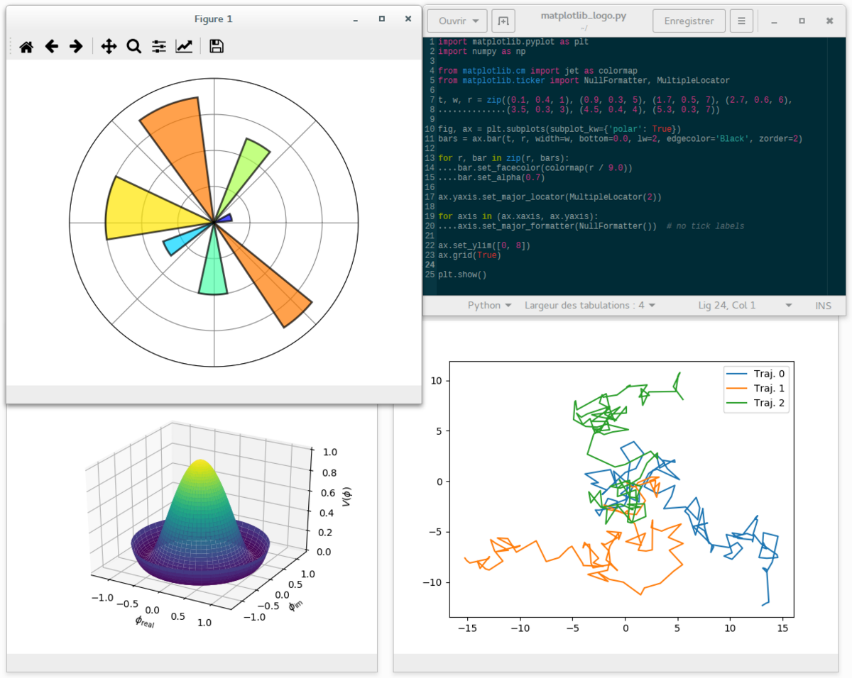 Figure 1
Ouvrir
matplotlib_logo.py
~/
Enregistrer
1 import matplotlib.pyplot as plt
2 import numpy as np
3
4 from matplotlib.cm import jet as colormap
5 from matplotlib.ticker import NullFormatter, MultipleLocator
6
7 t, w, r = zip((0.1, 0.4, 1), (0.9, 0.3, 5), (1.7, 0.5, 7), (2.7, 0.6, 6),
8 ..............(3.5, 0.3, 3), (4.5, 0.4, 4), (5.3, 0.3, 7))
9
10 fig, ax = plt.subplots(subplot_kw={'polar': True})
11 bars = ax.bar(t, r, width=w, bottom=0.0, lw=2, edgecolor='Black', zorder=2)
12
13 for r, bar in zip(r, bars):
14 ....bar.set_facecolor(colormap(r / 9.0))
15 ....bar.set_alpha(0.7)
16
17 ax.yaxis.set_major_locator(MultipleLocator(2))
18
19 for axis in (ax.xaxis, ax.yaxis):
20 ....axis.set_major_formatter(NullFormatter())  # no tick labels
21
22 ax.set_ylim([0, 8])
23 ax.grid(True)
24
25 plt.show()
Python
Largeur des tabulations : 4
Lig 24, Col 1
INS
1.0
0.8
0.6
0.4
0.2
0.0
V(ϕ)
−1.0
−0.5
0.0
0.5
1.0
ϕreal
−1.0
−0.5
0.0
0.5
1.0
ϕim
Traj. 0
Traj. 1
Traj. 2
10
5
0
−5
−10
−15
−10
−5
0
5
10
15